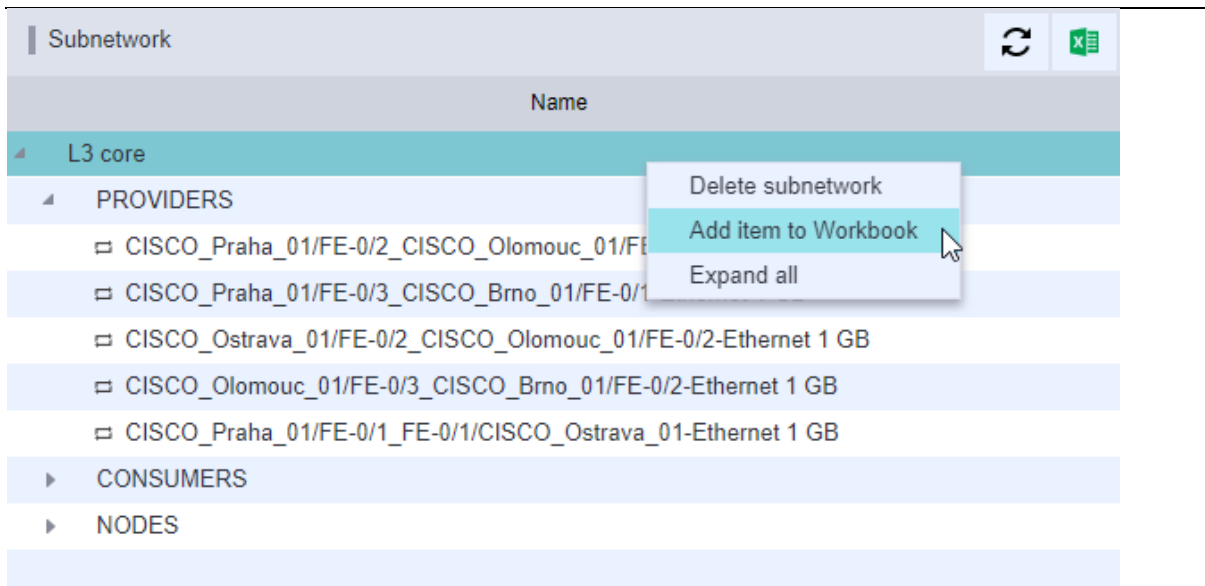 Subnetwork
Name
L3 core
PROVIDERS
Delete subnetwork
CISCO_Praha_01/FE-0/2_CISCO_Olomouc_01/
Add item to Workbook
CISCO_Praha_01/FE-0/3_CISCO_Brno_01/FE-0/1
Expand all
CISCO_Ostrava_01/FE-0/2_CISCO_Olomouc_01/FE-0/2-Ethernet 1 GB
CISCO_Olomouc_01/FE-0/3_CISCO_Brno_01/FE-0/2-Ethernet 1 GB
CISCO_Praha_01/FE-0/1_FE-0/1/CISCO_Ostrava_01-Ethernet 1 GB
CONSUMERS
NODES